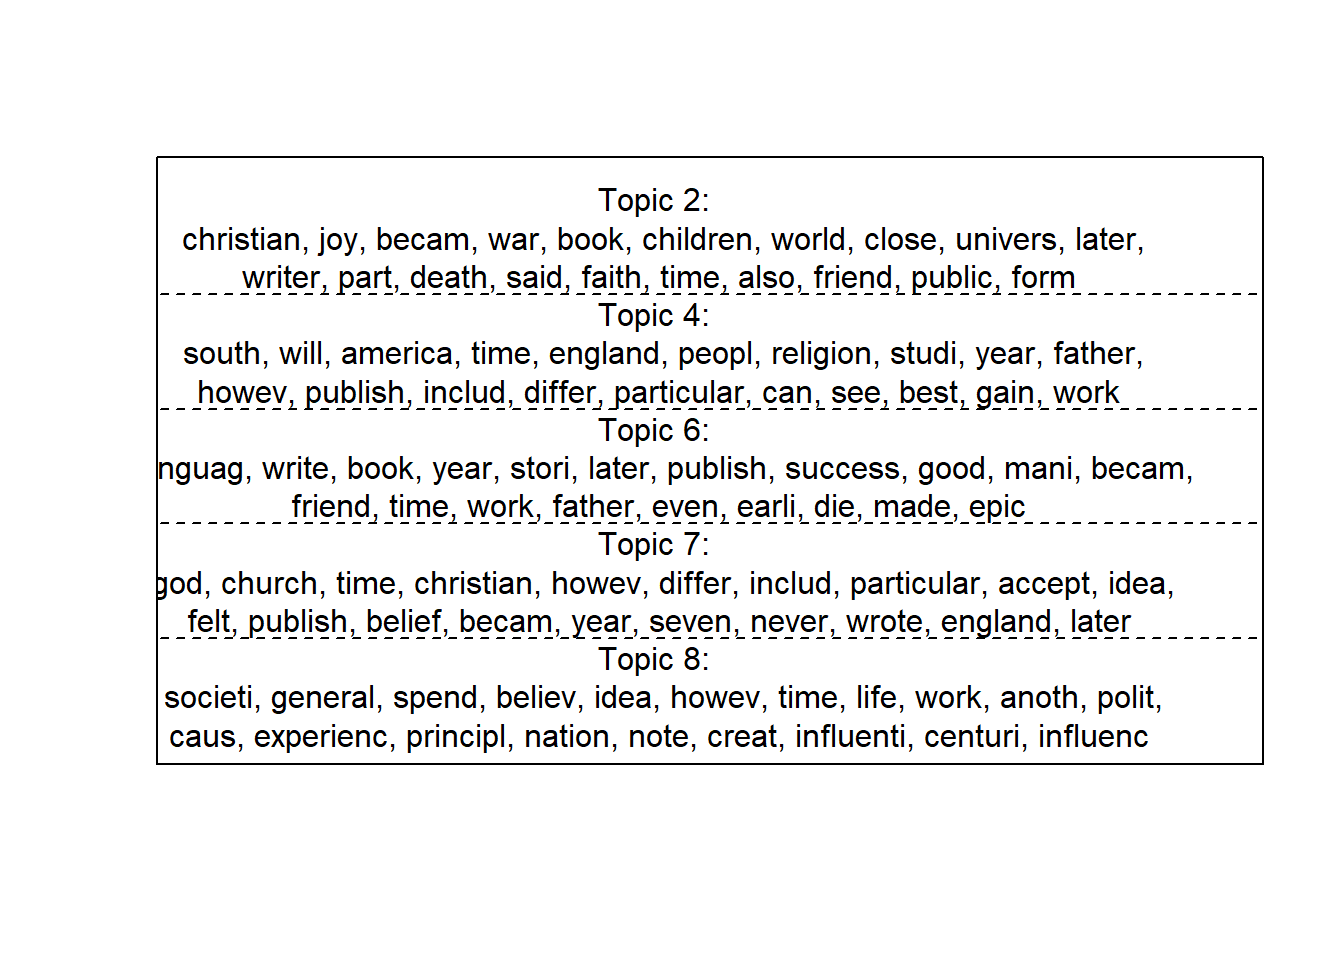 Topic 2:
christian, joy, becam, war, book, children, world, close, univers, later,
writer, part, death, said, faith, time, also, friend, public, form
Topic 4:
south, will, america, time, england, peopl, religion, studi, year, father,
howev, publish, includ, differ, particular, can, see, best, gain, work
Topic 6:
nguag, write, book, year, stori, later, publish, success, good, mani, becam,
friend, time, work, father, even, earli, die, made, epic
Topic 7:
god, church, time, christian, howev, differ, includ, particular, accept, idea,
felt, publish, belief, becam, year, seven, never, wrote, england, later
Topic 8:
societi, general, spend, believ, idea, howev, time, life, work, anoth, polit,
caus, experienc, principl, nation, note, creat, influenti, centuri, influenc